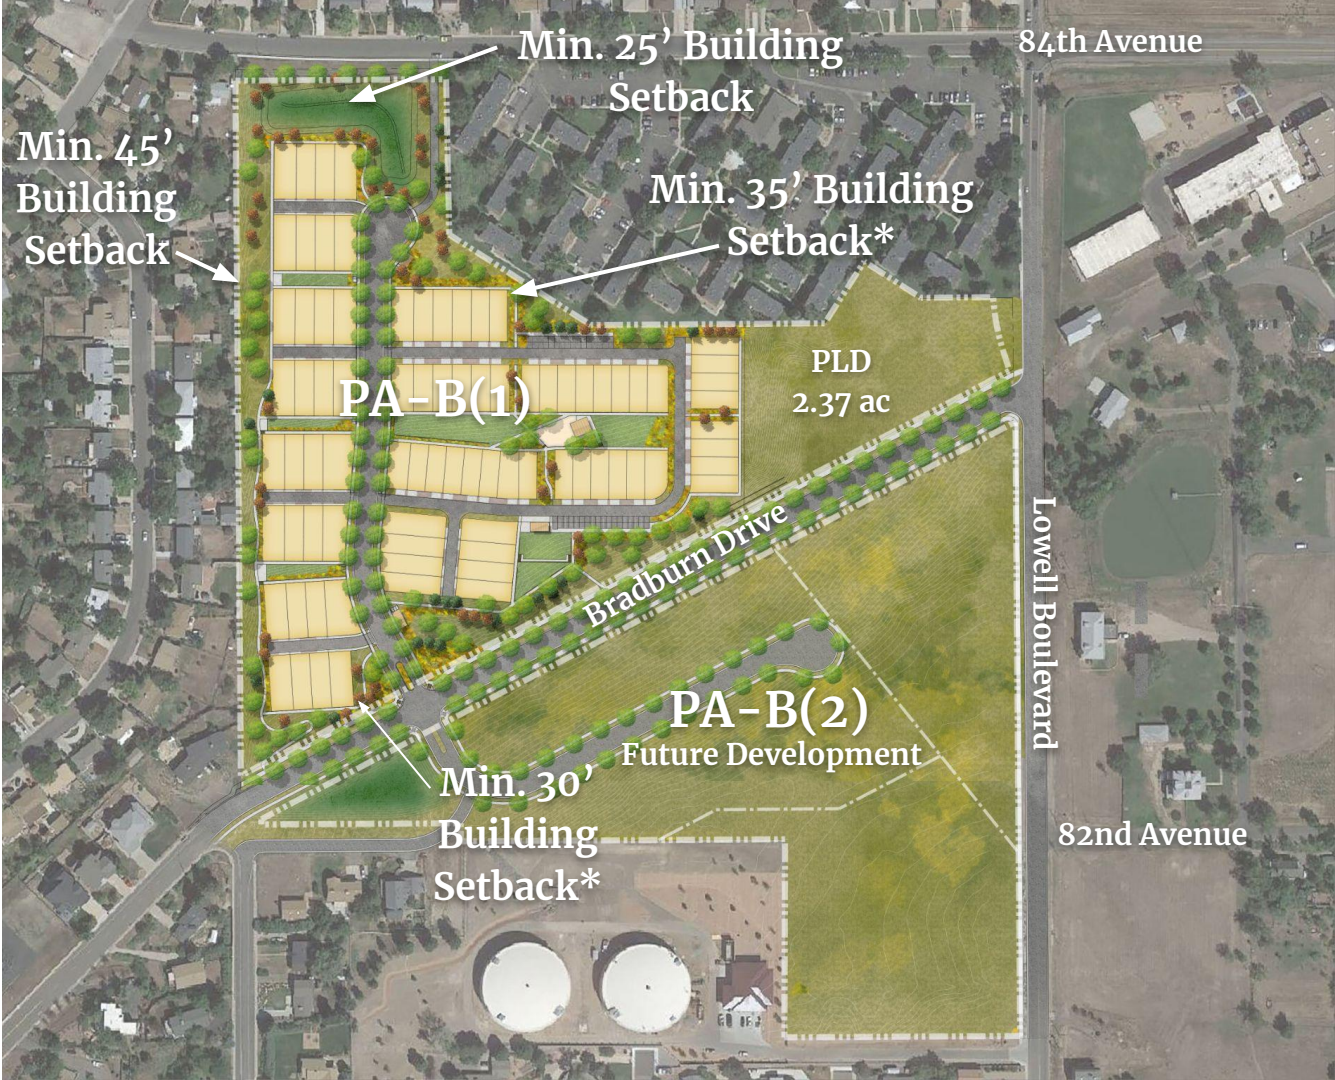 84th Avenue
Min. 25’ Building
Setback
Min. 45’
Building
Setback
Min. 35’ Building
Setback*
PLD
2.37 ac
PA-B(1)
Lowell Boulevard
Bradburn Drive
PA-B(2)
Future Development
Min. 30’
Building
Setback*
82nd Avenue